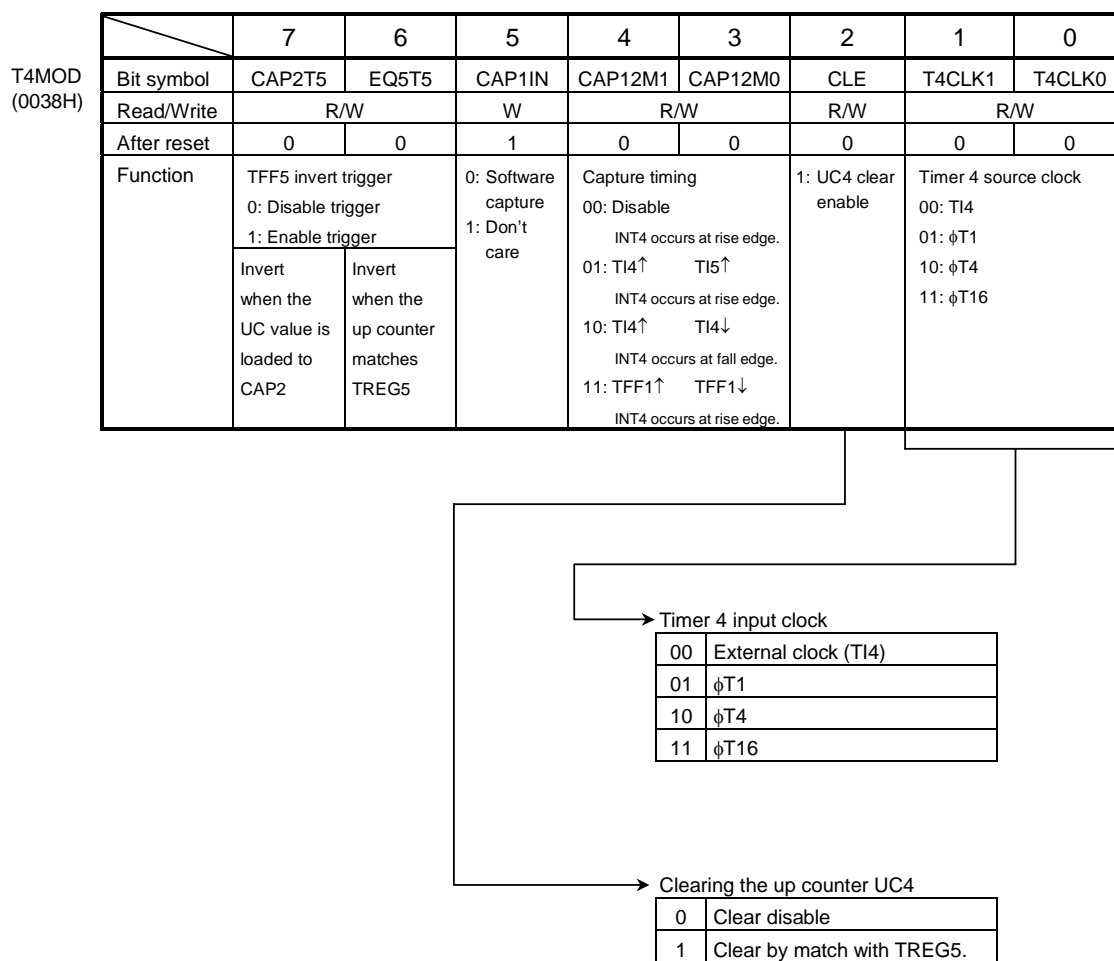 7 6 5 4 3 2 1 0
T4MOD
(0038H)
Bit symbol CAP2T5 EQ5T5 CAP1IN CAP12M1 CAP12M0 CLE T4CLK1 T4CLK0
Read/Write R/W W R/W R/W R/W
After reset 0 0 1 0 0 0 0 0
Function
TFF5 invert trigger
0: Disable trigger
1: Enable trigger
Invert
when the
UC value is
loaded to
CAP2
Invert
when the
up counter
matches
TREG5
0: Software
capture
1: Don't
care
Capture timing
00: Disable
INT4 occurs at rise edge.
01: TI4↑ TI5↑
INT4 occurs at rise edge.
10: TI4↑ TI4↓
INT4 occurs at fall edge.
11: TFF1↑ TFF1↓
INT4 occurs at rise edge.
1: UC4 clear
enable
Timer 4 source clock
00: TI4
01: ϕT1
10: ϕT4
11: ϕT16
Timer 4 input clock
00 External clock (TI4)
01 ϕT1
10 ϕT4
11 ϕT16
Clearing the up counter UC4
0 Clear disable
1 Clear by match with TREG5.